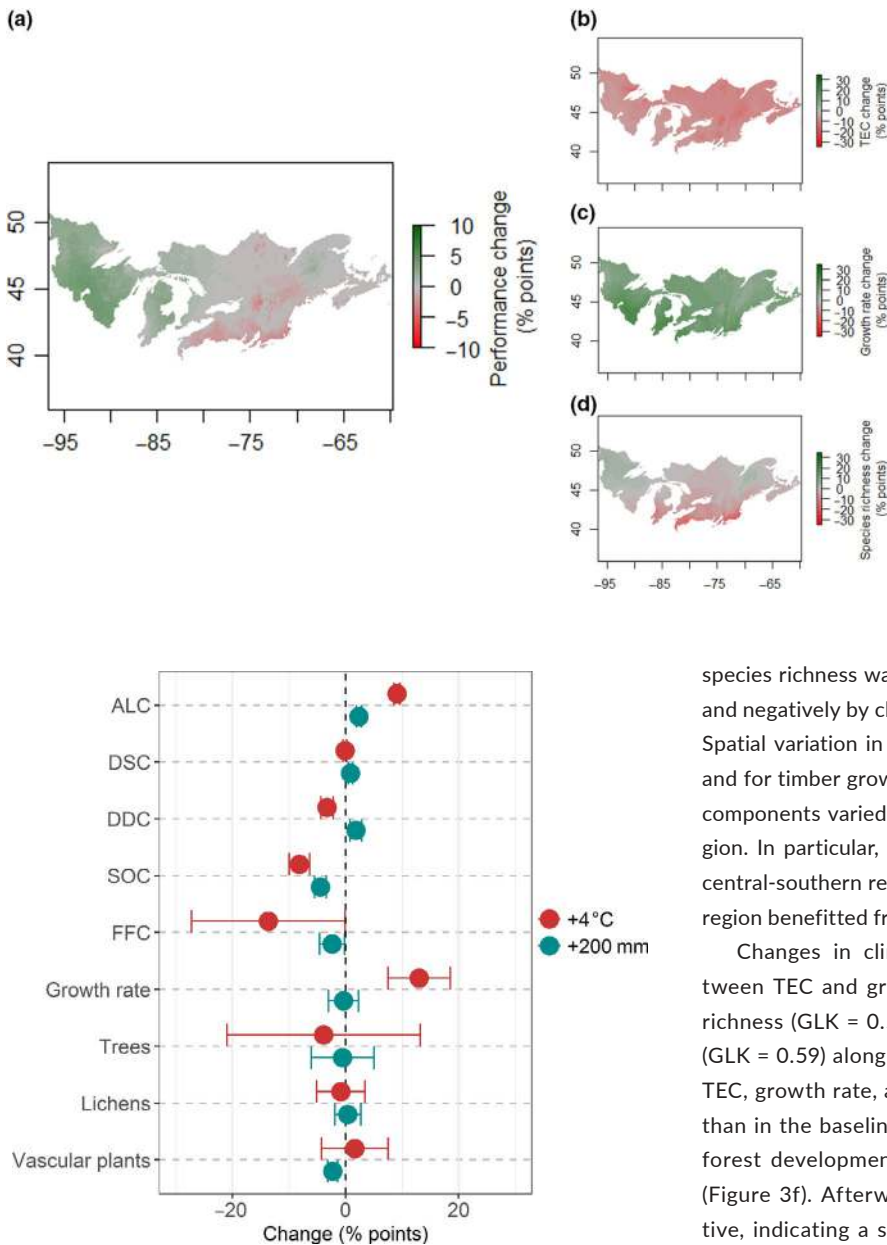 (a)
50
45
40
−95
−85
−75
−65
10
5
0
−5
−10
Performance change
(% points)
(b)
50
45
40
30
20
10
0
−10
−20
−30
TEC change
(% points)
(c)
50
45
40
30
20
10
0
−10
−20
−30
Growth rate change
(% points)
(d)
50
45
40
−95
−85
−75
−65
30
20
10
0
−10
−20
−30
Species richness change
(% points)
ALC
DSC
DDC
SOC
FFC
Growth rate
Trees
Lichens
Vascular plants
−20
0
20
Change (% points)
+4°C
+200 mm
species richness wa
and negatively by cl
Spatial variation in
and for timber grow
components varied
gion. In particular,
central-southern re
region benefitted fr
Changes in clin
tween TEC and gr
richness (GLK = 0.
(GLK = 0.59) along
TEC, growth rate, a
than in the baselin
forest developmen
(Figure 3f). Afterw
tive, indicating a s